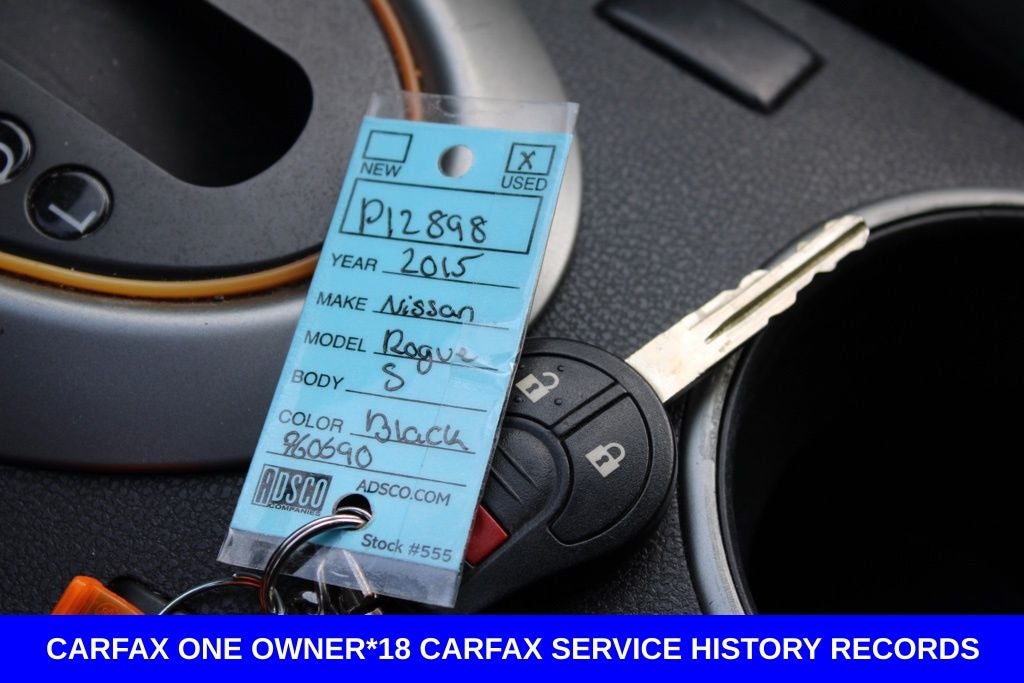 L
X
NEW USED
P12898
YEAR 2015
MAKE Nissan
MODEL Rogue
BODY S
COLOR Black
960690
ADSCO COMPANIES ADSCO.COM
Stock #555
CARFAX ONE OWNER*18 CARFAX SERVICE HISTORY RECORDS